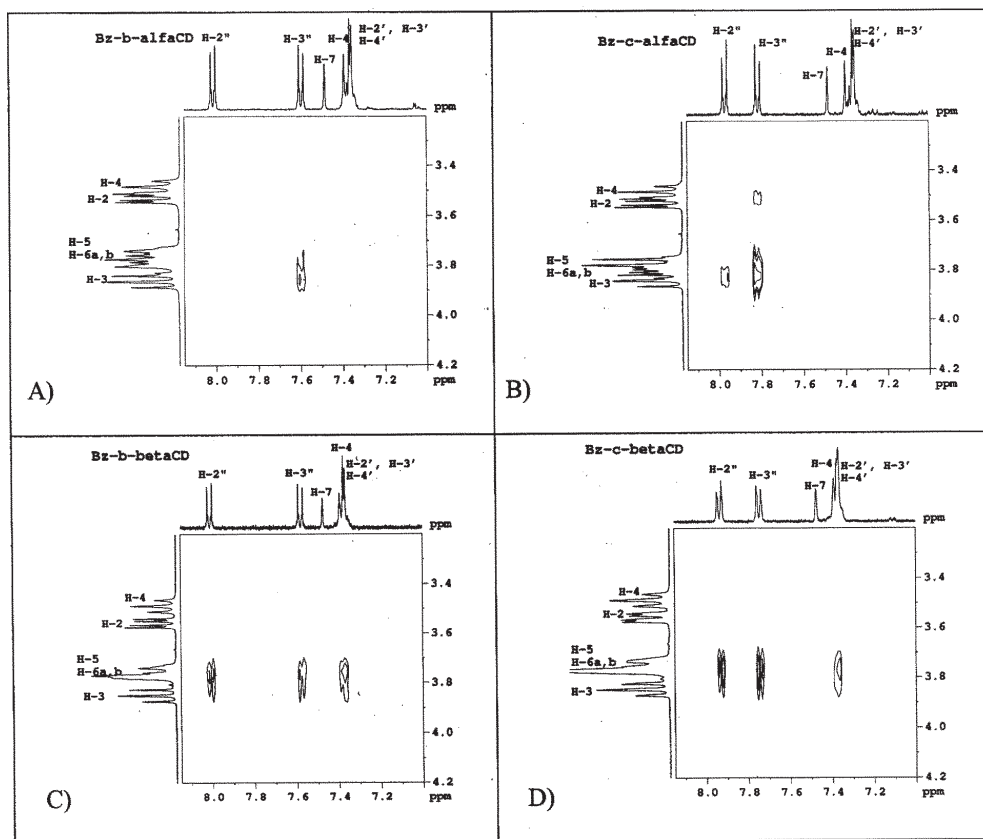 Bz-b-alfaCD
H-2" H-3" H-4 H-2', H-3'
H-4'
H-7
ppm
H-4
H-2
H-5
H-6a,b
H-3
3.4
3.6
3.8
4.0
4.2
8.0 7.8 7.6 7.4 7.2 ppm
A)
Bz-c-alfaCD
H-2" H-3" H-4 H-2', H-3'
H-4'
H-7
ppm
H-4
H-2
H-5
H-6a,b
H-3
3.4
3.6
3.8
4.0
4.2
8.0 7.8 7.6 7.4 7.2 ppm
B)
Bz-b-betaCD
H-4
H-2" H-3" H-7 H-2', H-3'
H-4'
ppm
H-4
H-2
H-5
H-6a,b
H-3
3.4
3.6
3.8
4.0
4.2
8.0 7.8 7.6 7.4 7.2 ppm
C)
Bz-c-betaCD
H-2" H-3" H-4 H-2', H-3'
H-7 H-4'
ppm
H-4
H-2
H-5
H-6a,b
H-3
3.4
3.6
3.8
4.0
4.2
8.0 7.8 7.6 7.4 7.2 ppm
D)